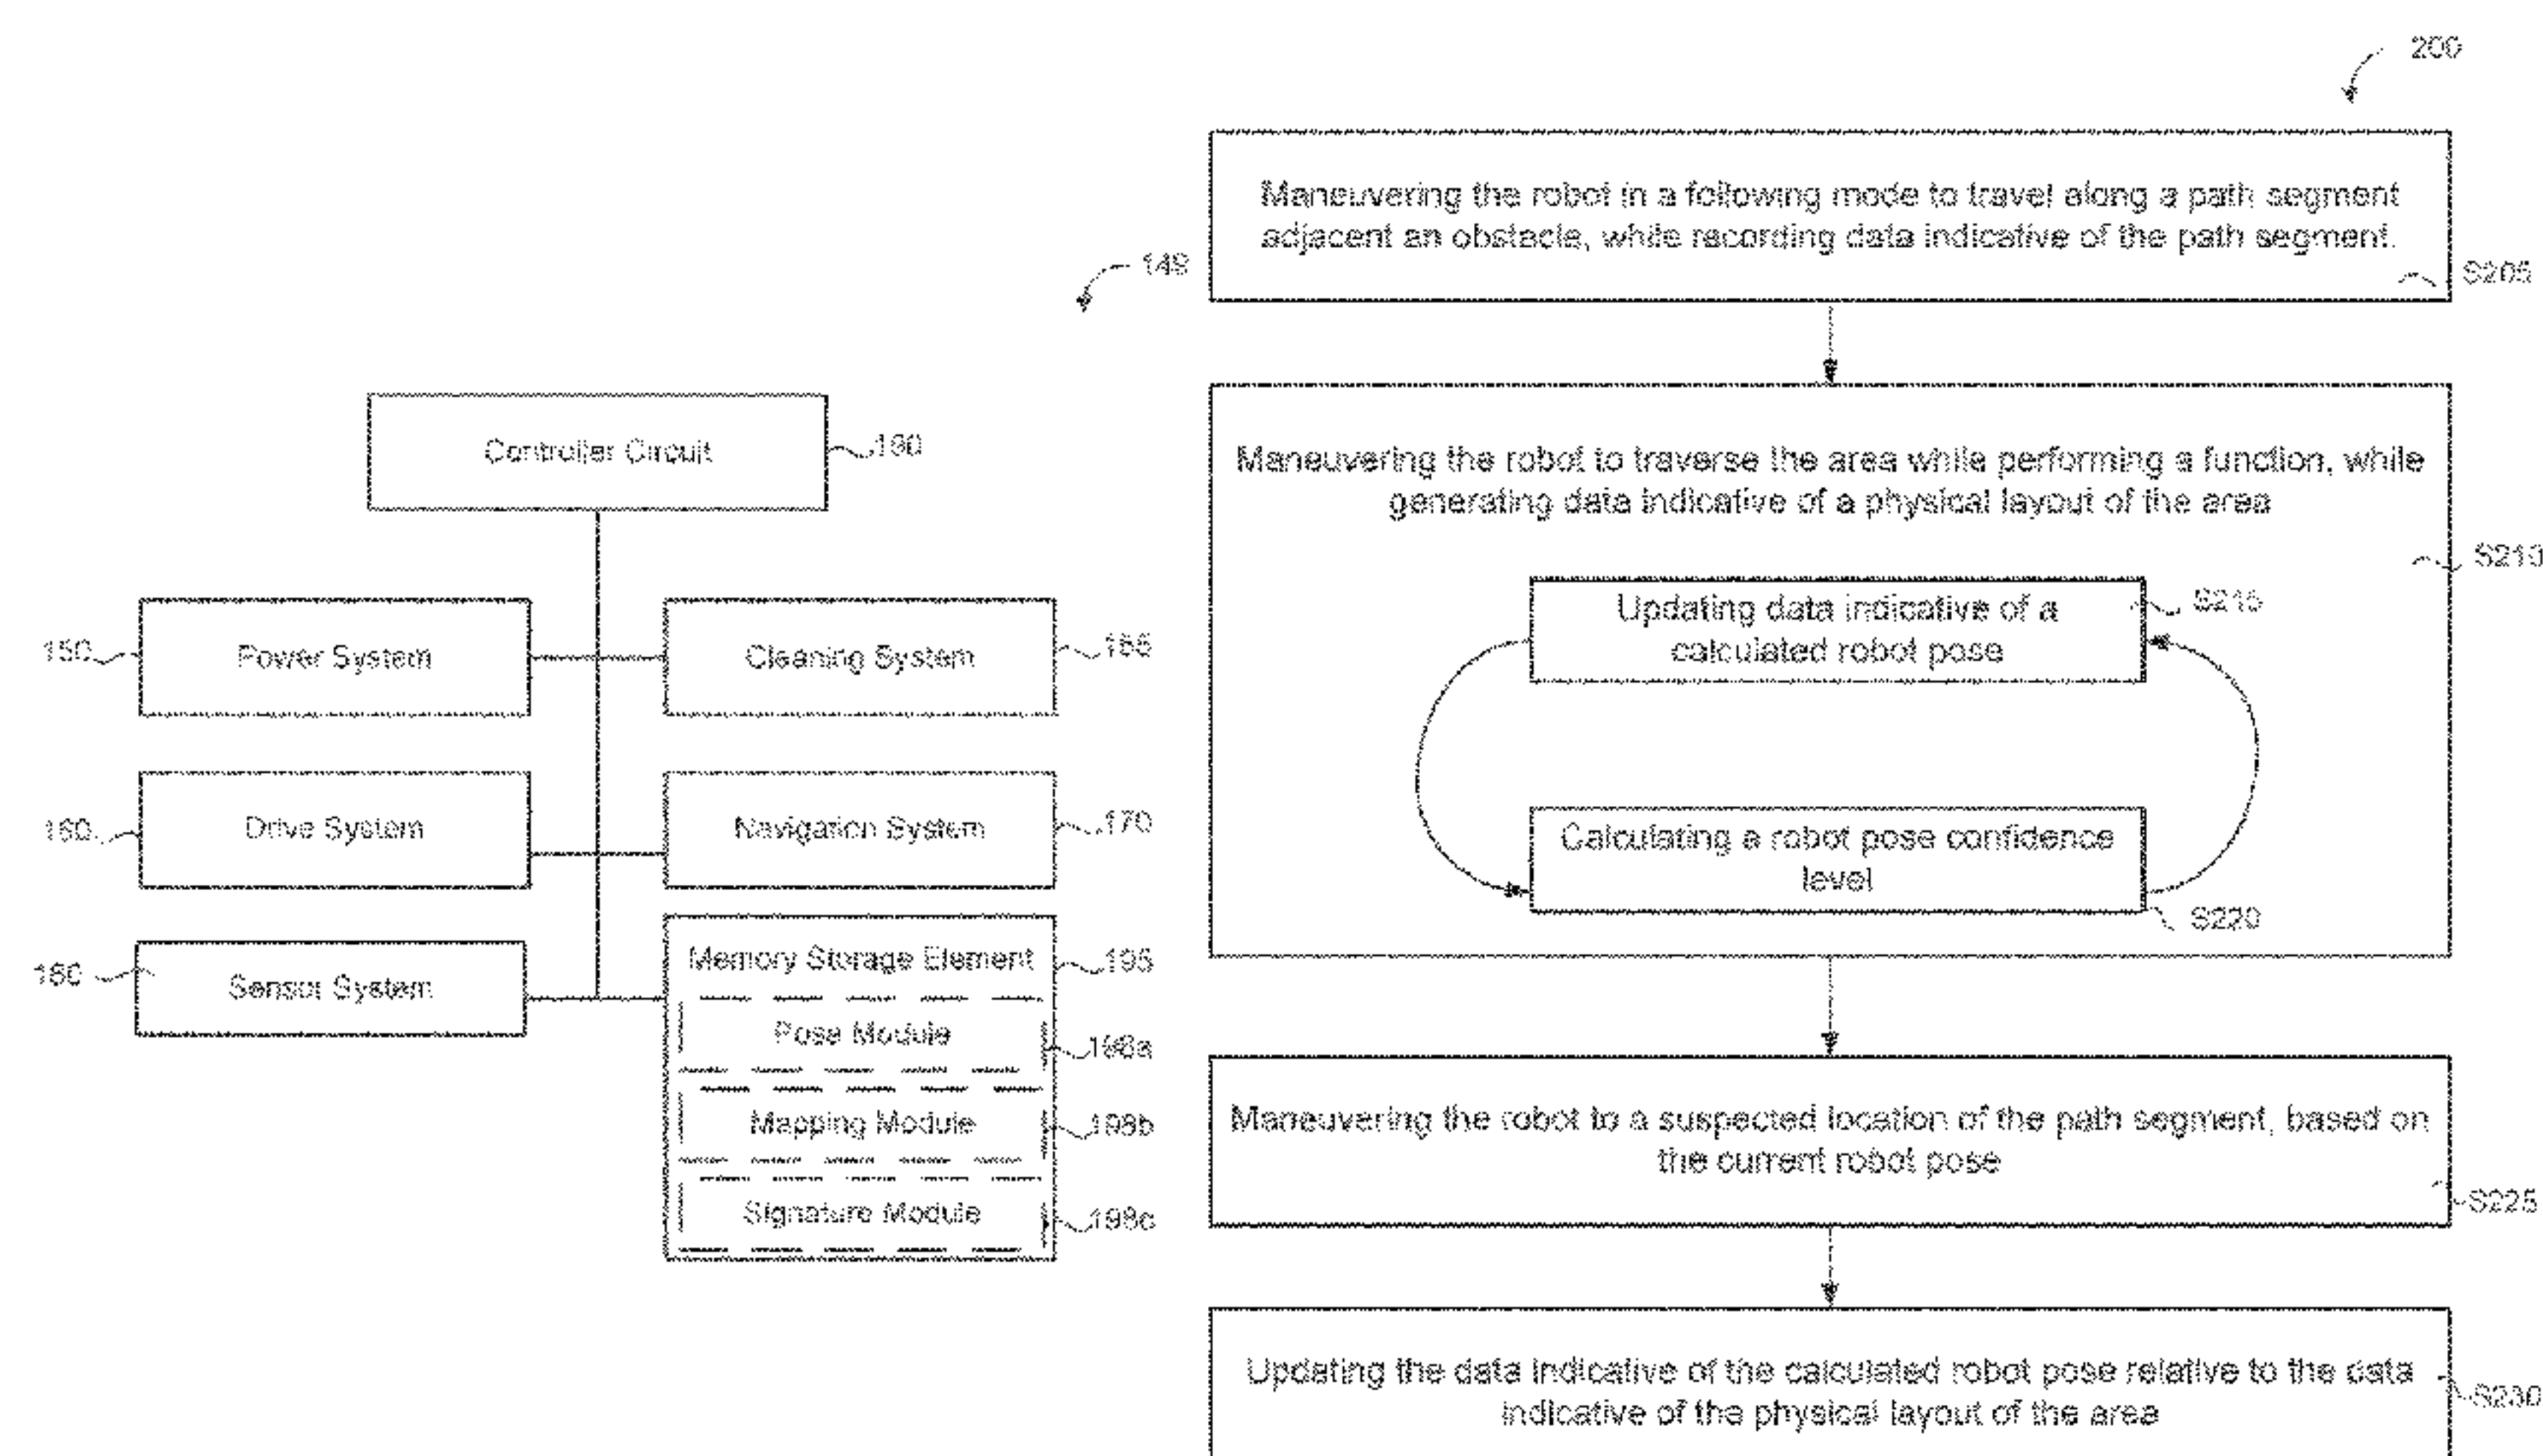 200
Maneuvering the robot in a following mode to travel along a path segment
adjacent an obstacle, while recording data indicative of the path segment.
S205
Controller Circuit
190
Power System
150
Cleaning System
Drive System
160
Navigation System
170
Sensor System
180
Memory Storage Element
195
Pose Module
198a
Mapping Module
198b
Signature Module
198c
Maneuvering the robot to traverse the area while performing a function, while
generating data indicative of a physical layout of the area
S210
Updating data indicative of a
calculated robot pose
S215
Calculating a robot pose confidence
level
S220
Maneuvering the robot to a suspected location of the path segment, based on
the current robot pose
S225
Updating the data indicative of the calculated robot pose relative to the data
indicative of the physical layout of the area
S230